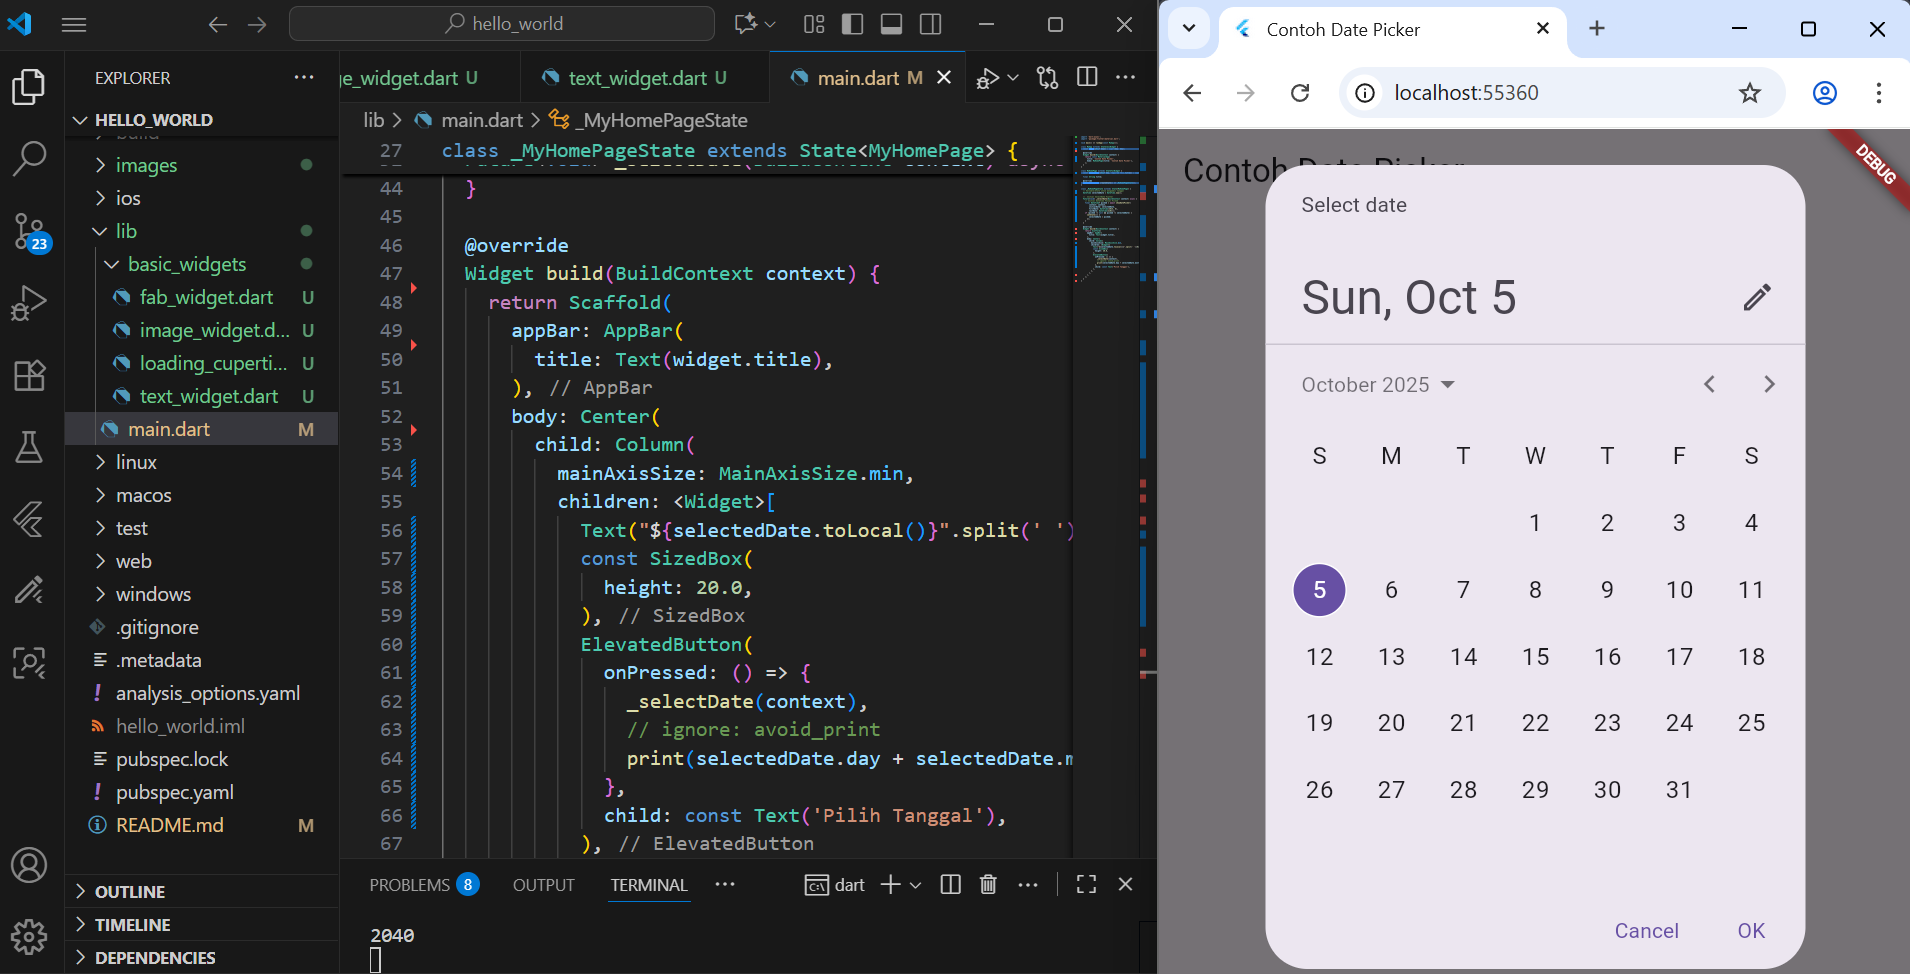 hello_world
EXPLORER
HELLO_WORLD
build
images
ios
lib
basic_widgets
fab_widget.dart U
image_widget.d... U
loading_cuperti... U
text_widget.dart U
main.dart M
linux
macos
test
web
windows
.gitignore
.metadata
analysis_options.yaml
hello_world.iml
pubspec.lock
pubspec.yaml
README.md M
OUTLINE
TIMELINE
DEPENDENCIES
23
ge_widget.dart U
text_widget.dart U
main.dart M
lib > main.dart > _MyHomePageState
27 class _MyHomePageState extends State<MyHomePage> {
44 }
45
46 @override
47 Widget build(BuildContext context) {
48 return Scaffold(
49 appBar: AppBar(
50 title: Text(widget.title),
51 ), // AppBar
52 body: Center(
53 child: Column(
54 mainAxisSize: MainAxisSize.min,
55 children: <Widget>[
56 Text("${selectedDate.toLocal()}".split(' ')
57 const SizedBox(
58 height: 20.0,
59 ), // SizedBox
60 ElevatedButton(
61 onPressed: () => {
62 _selectDate(context),
63 // ignore: avoid_print
64 print(selectedDate.day + selectedDate.m
65 },
66 child: const Text('Pilih Tanggal'),
67 ), // ElevatedButton
PROBLEMS 8 OUTPUT TERMINAL
dart
2040
Contoh Date Picker
localhost:55360
Contoh Date Picker
DEBUG
Select date
Sun, Oct 5
October 2025
S M T W T F S
1 2 3 4
5 6 7 8 9 10 11
12 13 14 15 16 17 18
19 20 21 22 23 24 25
26 27 28 29 30 31
Cancel OK